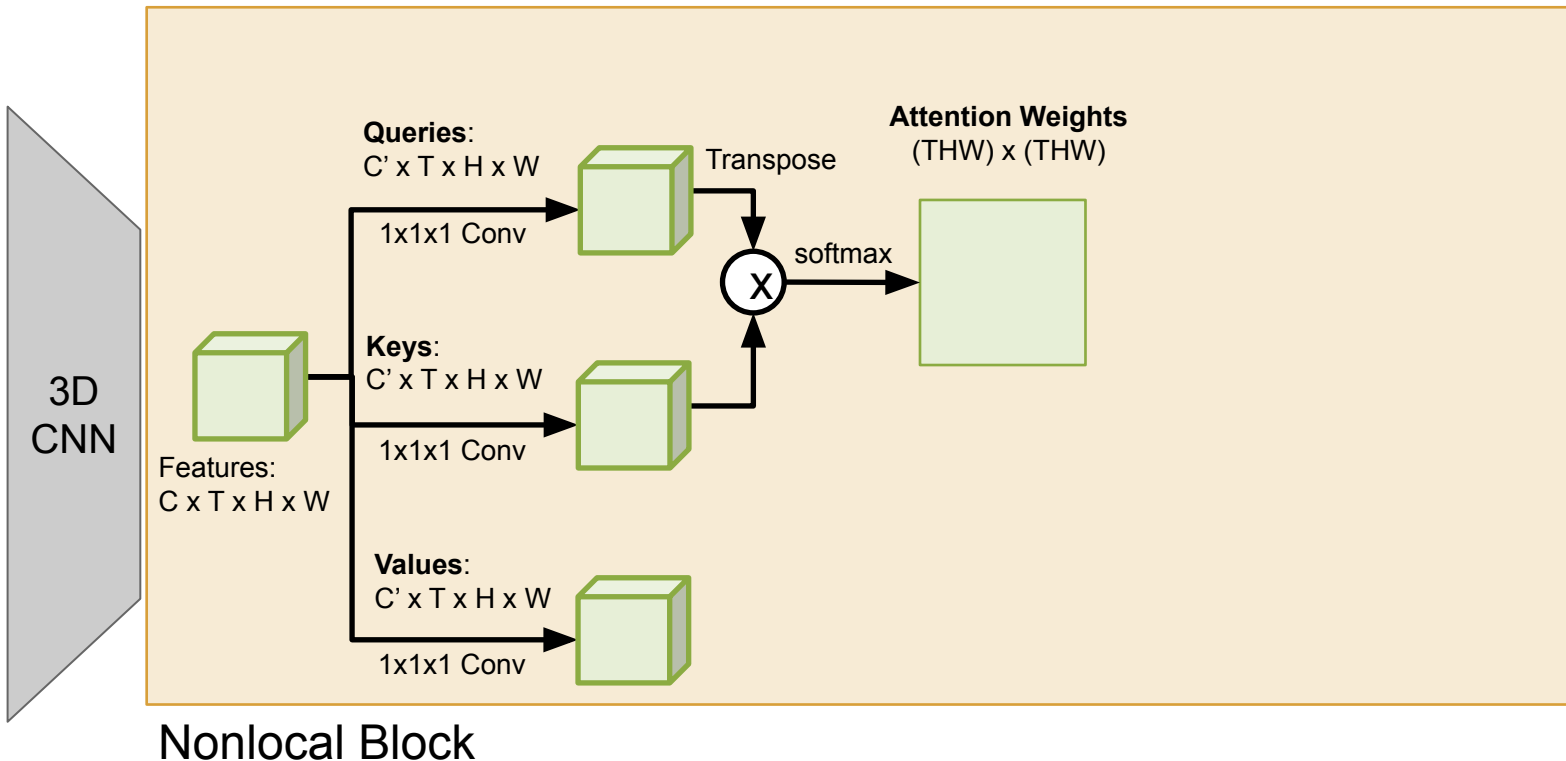 3D
CNN
Features:
C x T x H x W
Queries:
C’ x T x H x W
1x1x1 Conv
Keys:
C’ x T x H x W
1x1x1 Conv
Values:
C’ x T x H x W
1x1x1 Conv
Transpose
X
softmax
Attention Weights
(THW) x (THW)
Nonlocal Block